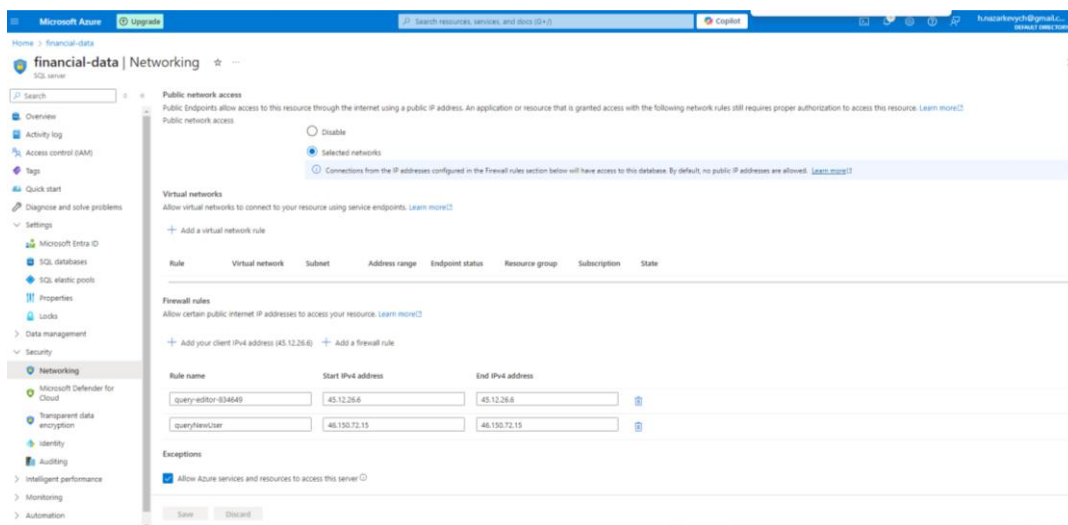 Microsoft Azure
Upgrade
Search resources, services, and docs (G+/)
Copilot
h.nazarkevych@gmail.c...
DEFAULT DIRECTORY
Home > financial-data
financial-data | Networking
SQL server
Search
Overview
Activity log
Access control (IAM)
Tags
Quick start
Diagnose and solve problems
Settings
Microsoft Entra ID
SQL databases
SQL elastic pools
Properties
Locks
Data management
Security
Networking
Microsoft Defender for
Cloud
Transparent data
encryption
Identity
Auditing
Intelligent performance
Monitoring
Automation
Public network access
Public Endpoints allow access to this resource through the internet using a public IP address. An application or resource that is granted access with the following network rules still requires proper authorization to access this resource. Learn more
Public network access
Disable
Selected networks
Connections from the IP addresses configured in the Firewall rules section below will have access to this database. By default, no public IP addresses are allowed. Learn more
Virtual networks
Allow virtual networks to connect to your resource using service endpoints. Learn more
+ Add a virtual network rule
Rule Virtual network Subnet Address range Endpoint status Resource group Subscription State
Firewall rules
Allow certain public internet IP addresses to access your resource. Learn more
+ Add your client IPv4 address (45.12.26.6) + Add a firewall rule
Rule name Start IPv4 address End IPv4 address
query-editor-834649 45.12.26.6 45.12.26.6
queryNewUser 46.150.72.15 46.150.72.15
Exceptions
Allow Azure services and resources to access this server
Save Discard